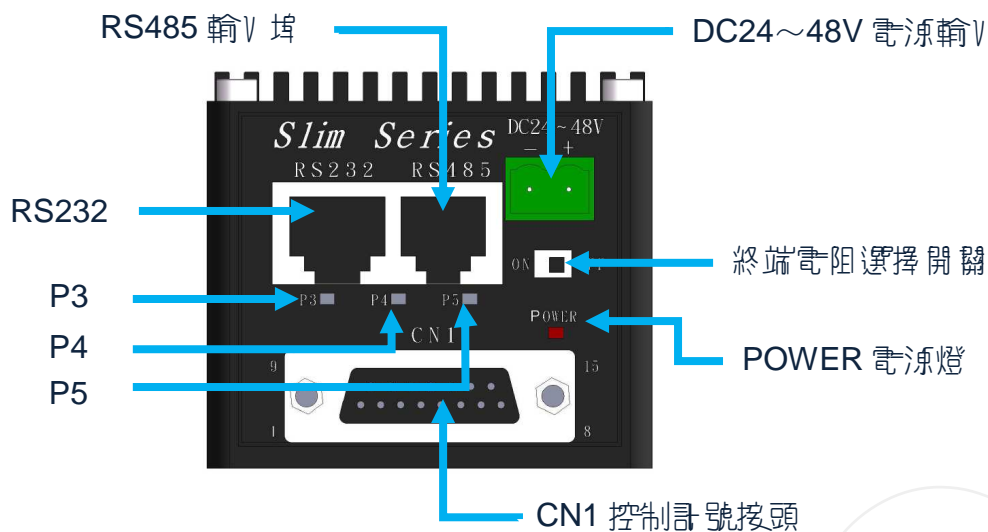 RS485 輸入埠
DC24～48V 電源輸入
Slim Series
DC24~48V
− +
RS232 RS485
RS232
ON
終端電阻選擇開關
P3
P3 P4 P5
POWER
P4
CN1
POWER 電源燈
P5
9 15
1 8
CN1 控制訊號接頭